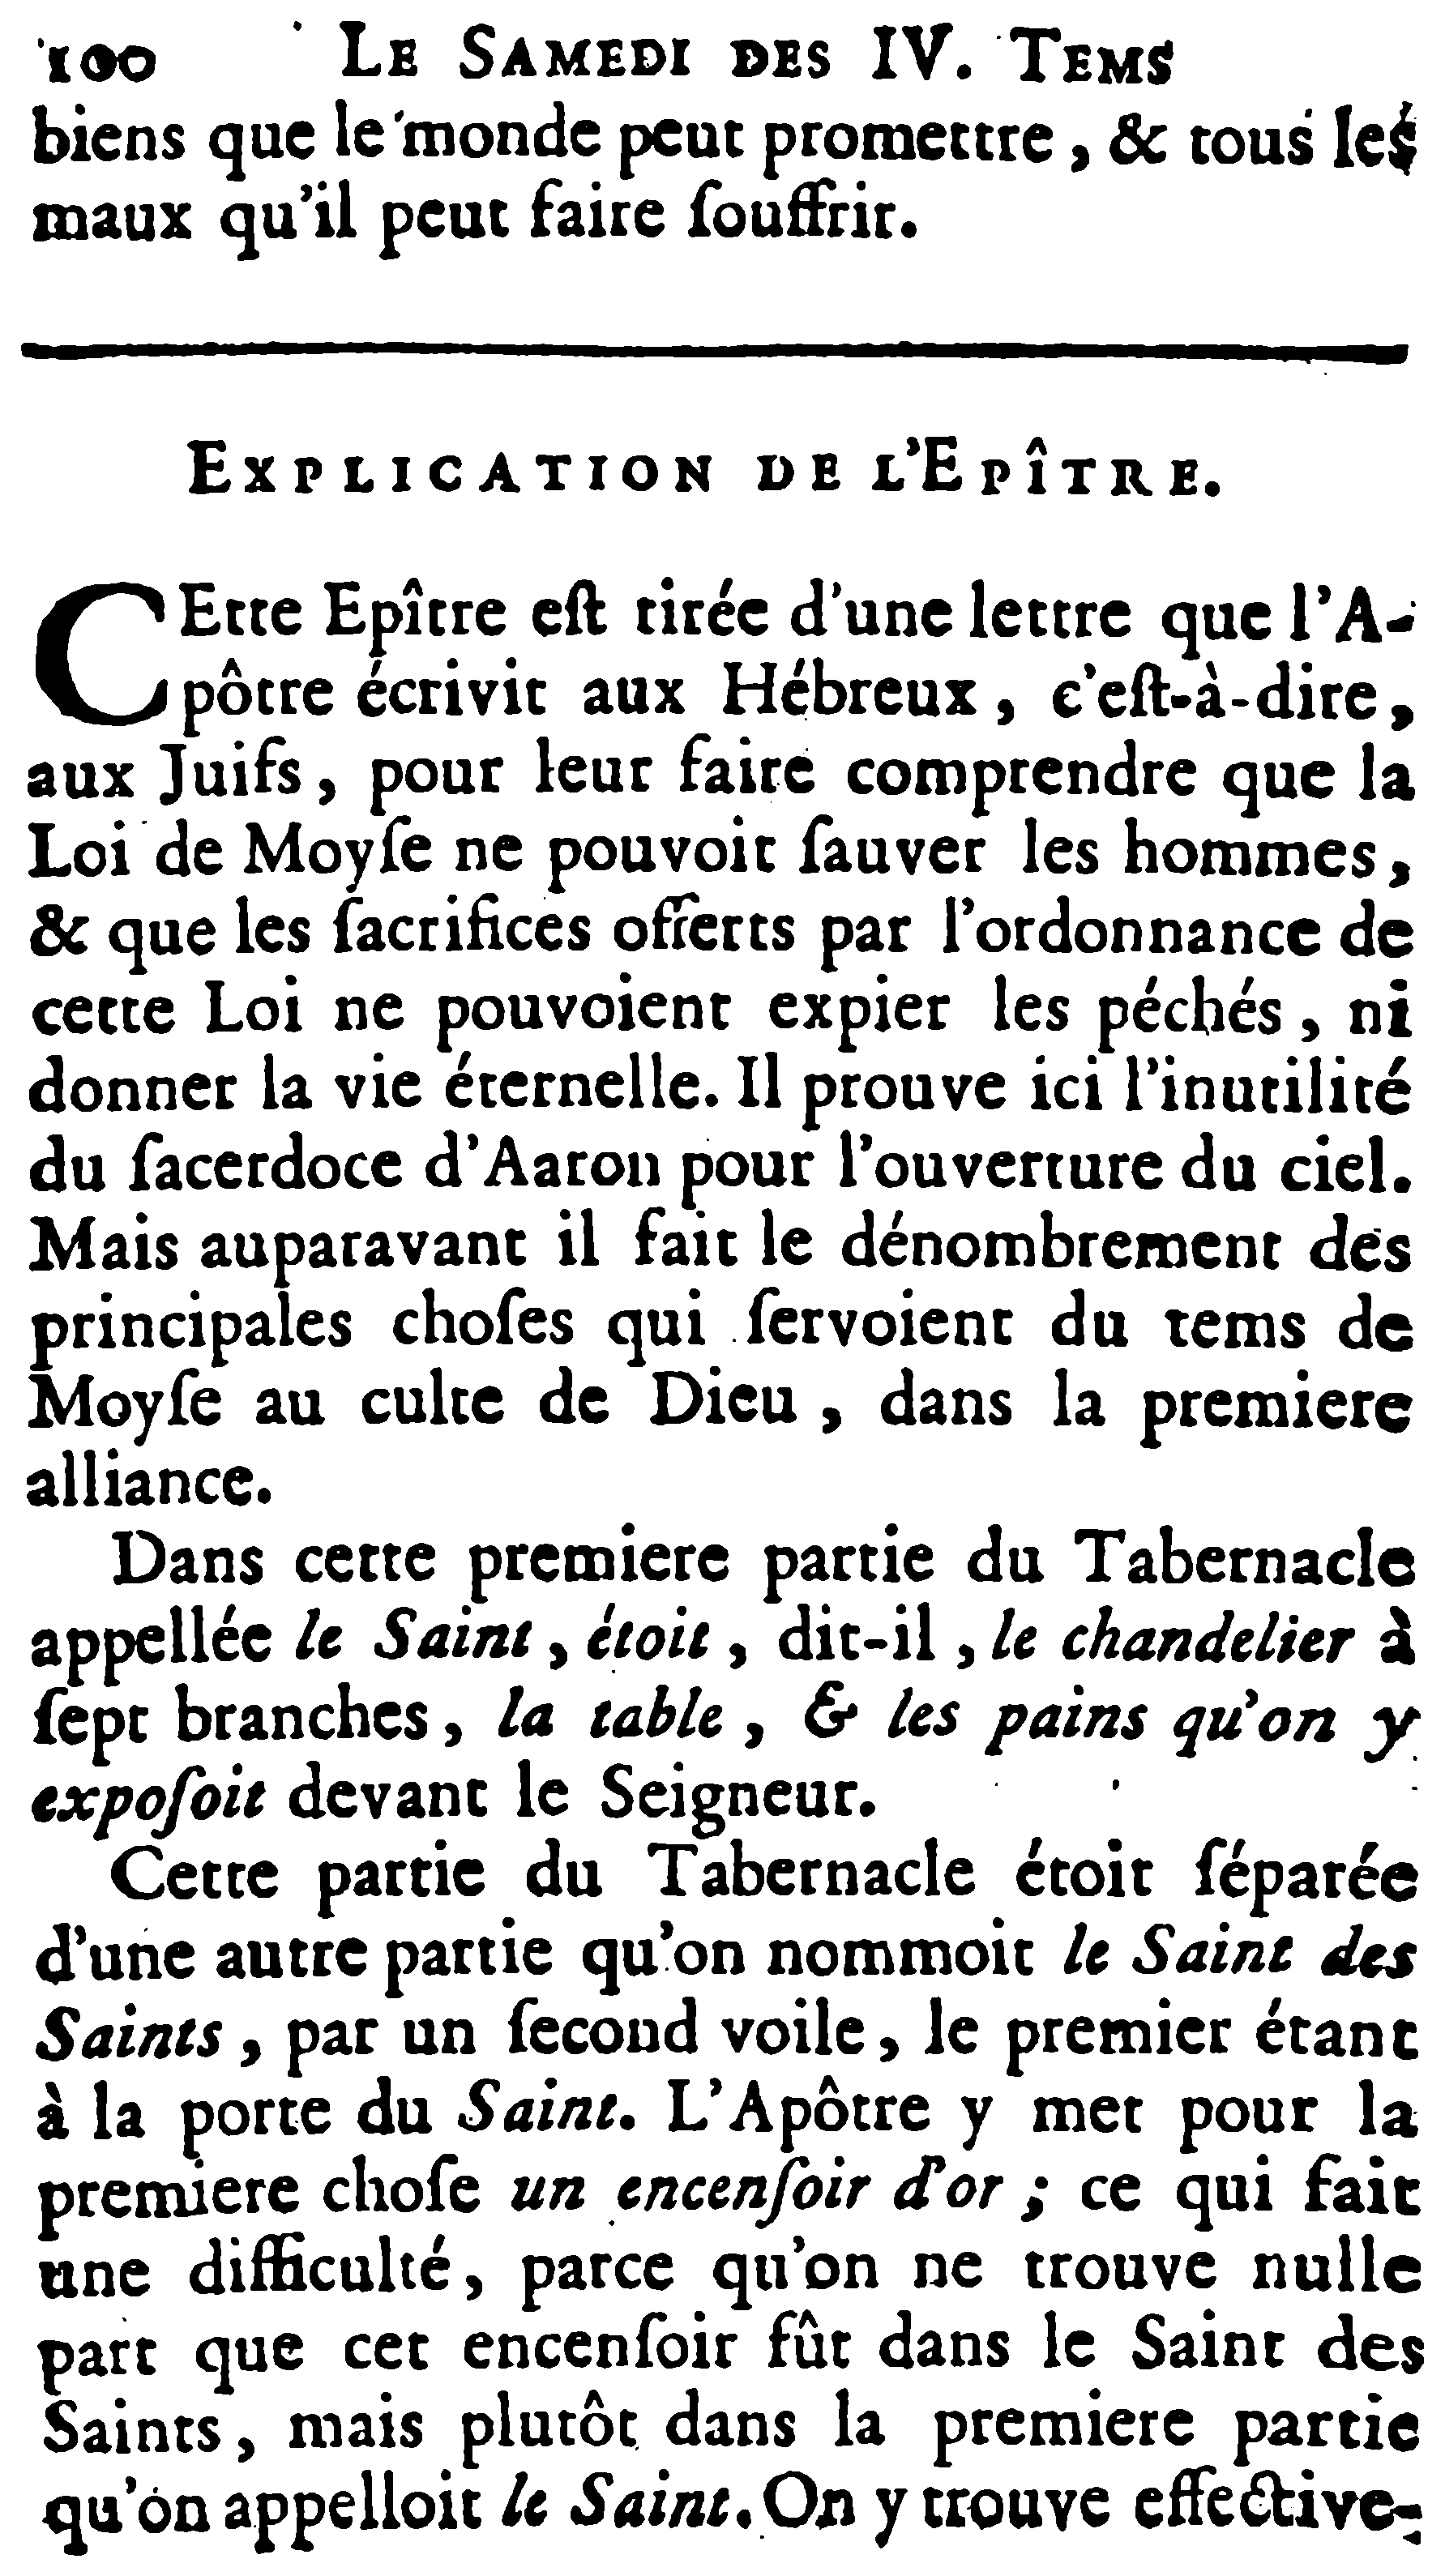 100 LE SAMEDI DES IV. TEMS
biens que le monde peut promettre, & tous les
maux qu'il peut faire ſouffrir.
EXPLICATION DE L'EPÎTRE.
CEtte Epître eſt tirée d'une lettre que l'A-
pôtre écrivit aux Hébreux, c'eſt-à-dire,
aux Juifs, pour leur faire comprendre que la
Loi de Moyſe ne pouvoit ſauver les hommes,
& que les ſacrifices offerts par l'ordonnance de
cette Loi ne pouvoient expier les péchés, ni
donner la vie éternelle. Il prouve ici l'inutilité
du ſacerdoce d'Aaron pour l'ouverture du ciel.
Mais auparavant il fait le dénombrement des
principales choſes qui ſervoient du tems de
Moyſe au culte de Dieu, dans la premiere
alliance.
Dans cette premiere partie du Tabernacle
appellée le Saint, étoit, dit-il, le chandelier à
ſept branches, la table, & les pains qu'on y
expoſoit devant le Seigneur.
Cette partie du Tabernacle étoit ſéparée
d'une autre partie qu'on nommoit le Saint des
Saints, par un ſecond voile, le premier étant
à la porte du Saint. L'Apôtre y met pour la
premiere choſe un encenſoir d'or; ce qui fait
une difficulté, parce qu'on ne trouve nulle
part que cet encenſoir fût dans le Saint des
Saints, mais plutôt dans la premiere partie
qu'on appelloit le Saint. On y trouve effective-